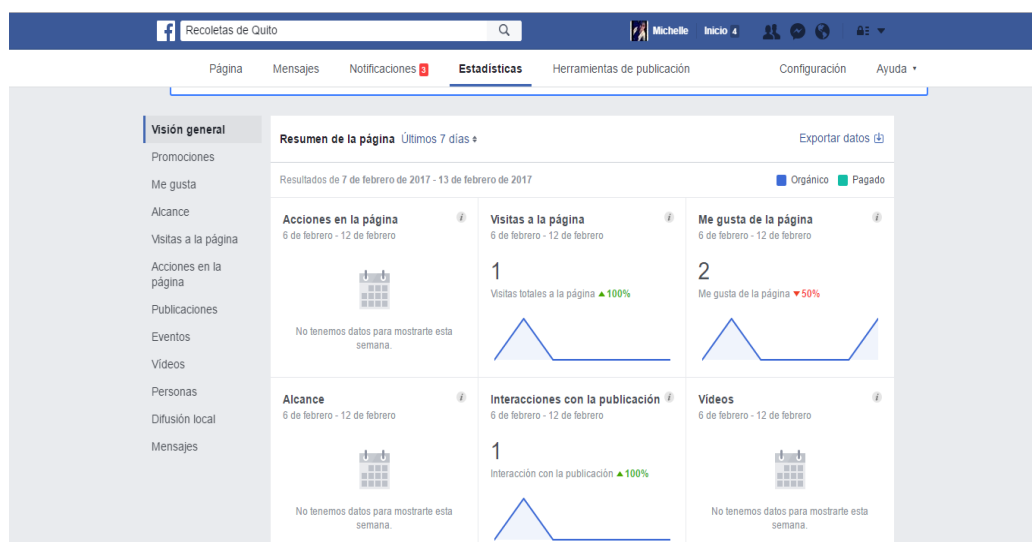 Recoletas de Quito
Michelle Inicio 4
Página Mensajes Notificaciones 3 Estadísticas Herramientas de publicación Configuración Ayuda
Visión general
Promociones
Me gusta
Alcance
Visitas a la página
Acciones en la
página
Publicaciones
Eventos
Vídeos
Personas
Difusión local
Mensajes
Resumen de la página Últimos 7 días
Exportar datos
Resultados de 7 de febrero de 2017 - 13 de febrero de 2017
Orgánico Pagado
Acciones en la página
6 de febrero - 12 de febrero
No tenemos datos para mostrarte esta
semana.
Visitas a la página
6 de febrero - 12 de febrero
1
Visitas totales a la página ▲100%
Me gusta de la página
6 de febrero - 12 de febrero
2
Me gusta de la página ▼50%
Alcance
6 de febrero - 12 de febrero
No tenemos datos para mostrarte esta
semana.
Interacciones con la publicación
6 de febrero - 12 de febrero
1
Interacción con la publicación ▲100%
Vídeos
6 de febrero - 12 de febrero
No tenemos datos para mostrarte esta
semana.